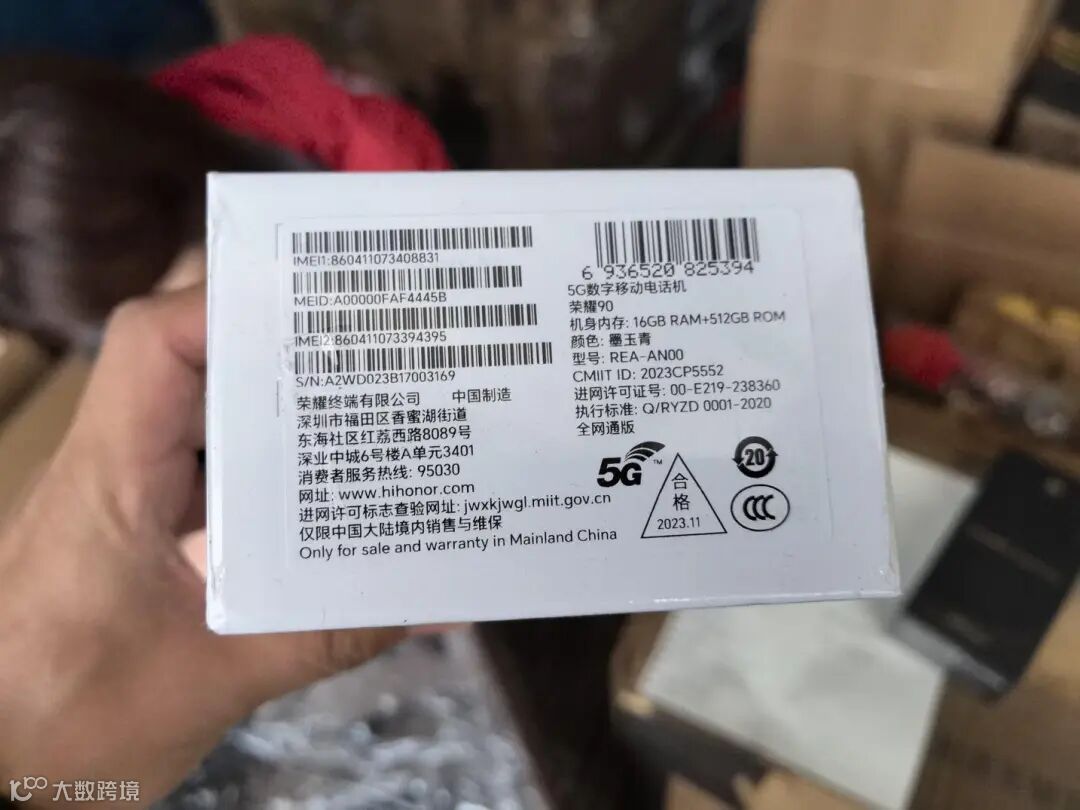 IMEI1:860411073408831
MEID:A00000FAF4445B
IMEI2:860411073394395
S/N:A2WD023B17003169
荣耀终端有限公司 中国制造
深圳市福田区香蜜湖街道
东海社区红荔西路8089号
深业中城6号楼A单元3401
消费者服务热线: 95030
网址: www.hihonor.com
进网许可标志查验网址: jwxkjwgl.miit.gov.cn
仅限中国大陆境内销售与维保
Only for sale and warranty in Mainland China
6 936520 825394
5G数字移动电话机
荣耀90
机身内存: 16GB RAM+512GB ROM
颜色: 墨玉青
型号: REA-AN00
CMIIT ID: 2023CP5552
进网许可证号: 00-E219-238360
执行标准: Q/RYZD 0001-2020
全网通版
5G™
合
格
2023.11
20
CCC
大数跨境